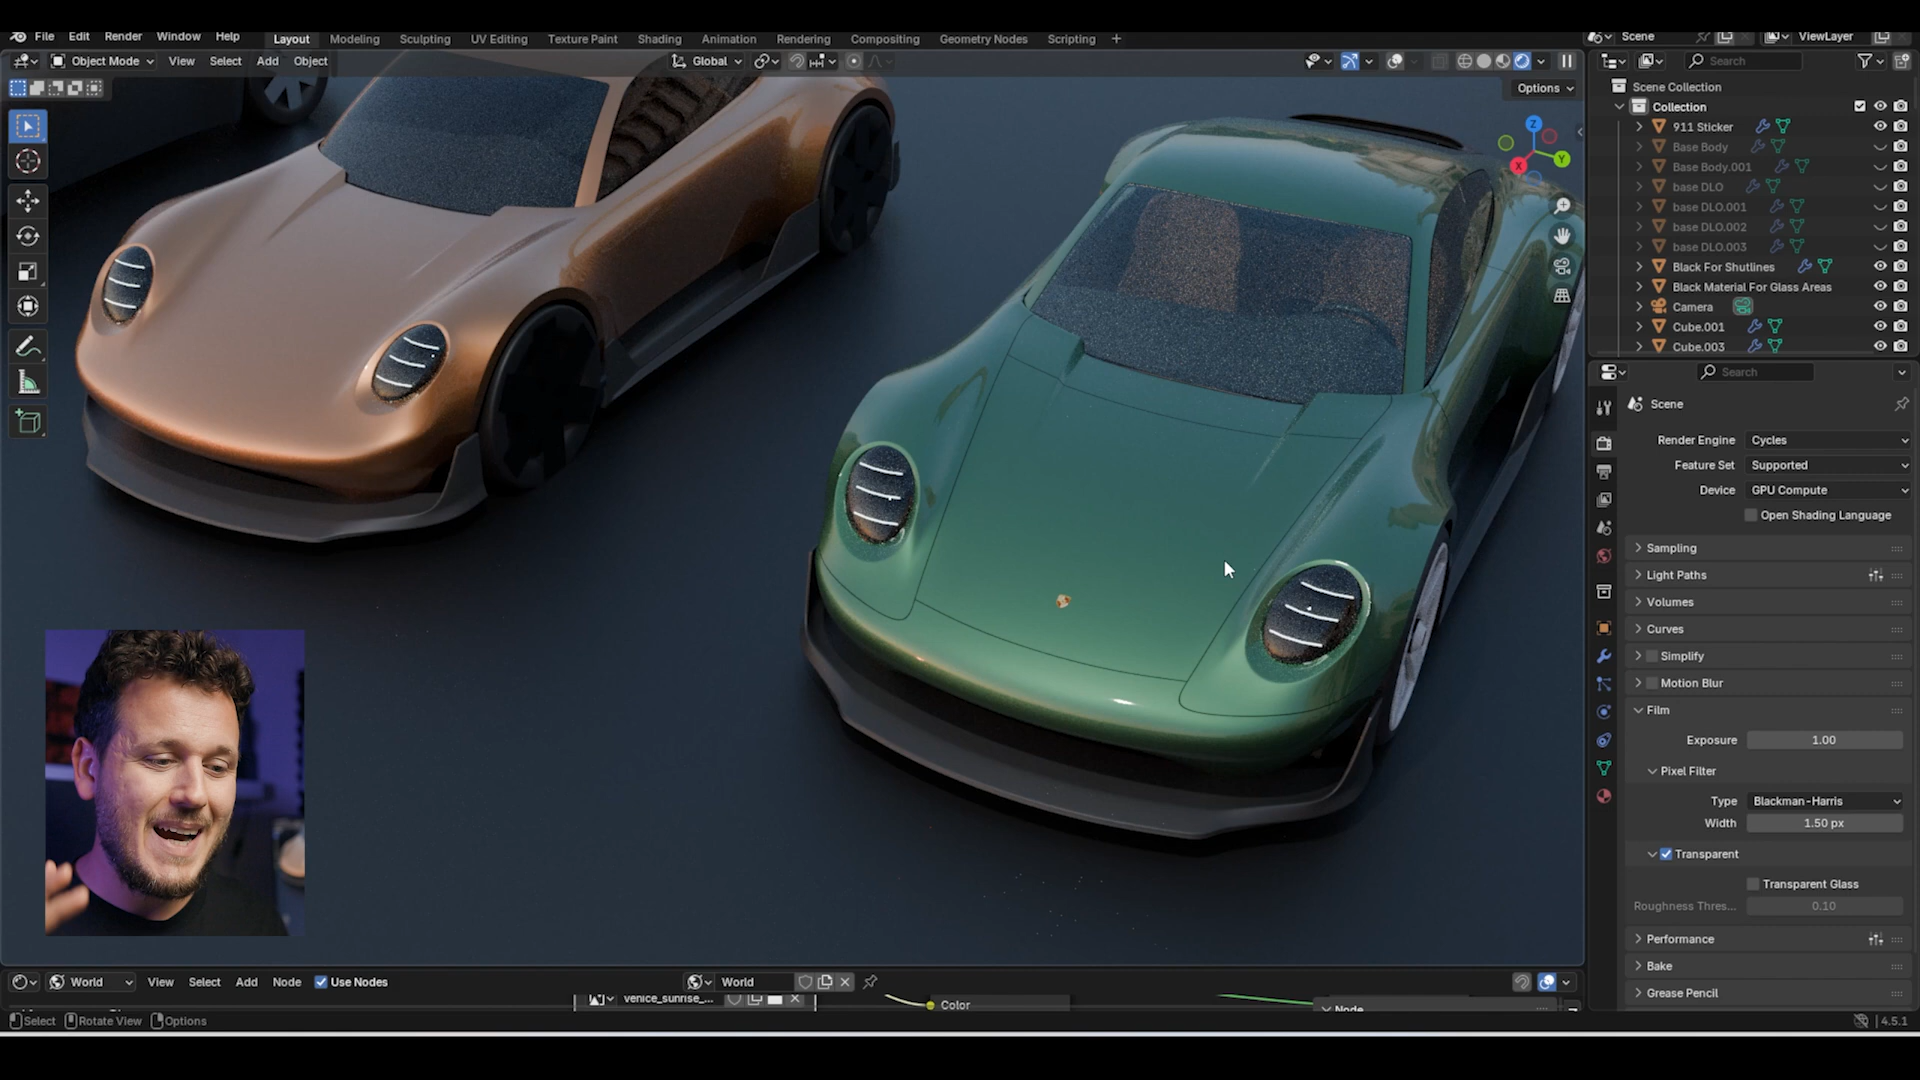 File Edit Render Window Help Layout Modeling Sculpting UV Editing Texture Paint Shading Animation Rendering Compositing Geometry Nodes Scripting + Scene ViewLayer
Object Mode View Select Add Object Global Search
Options
Scene Collection
Collection
911 Sticker
Base Body
Base Body.001
base DLO
base DLO.001
base DLO.002
base DLO.003
Black For Shutlines
Black Material For Glass Areas
Camera
Cube.001
Cube.003
Search
Scene
Render Engine Cycles
Feature Set Supported
Device GPU Compute
Open Shading Language
Sampling
Light Paths
Volumes
Curves
Simplify
Motion Blur
Film
Exposure 1.00
Pixel Filter
Type Blackman-Harris
Width 1.50 px
Transparent
Transparent Glass
Roughness Thres... 0.10
Performance
Bake
Grease Pencil
World View Select Add Node Use Nodes World
venice_sunrise_... Color Node
Select Rotate View Options 4.5.1
X Y Z